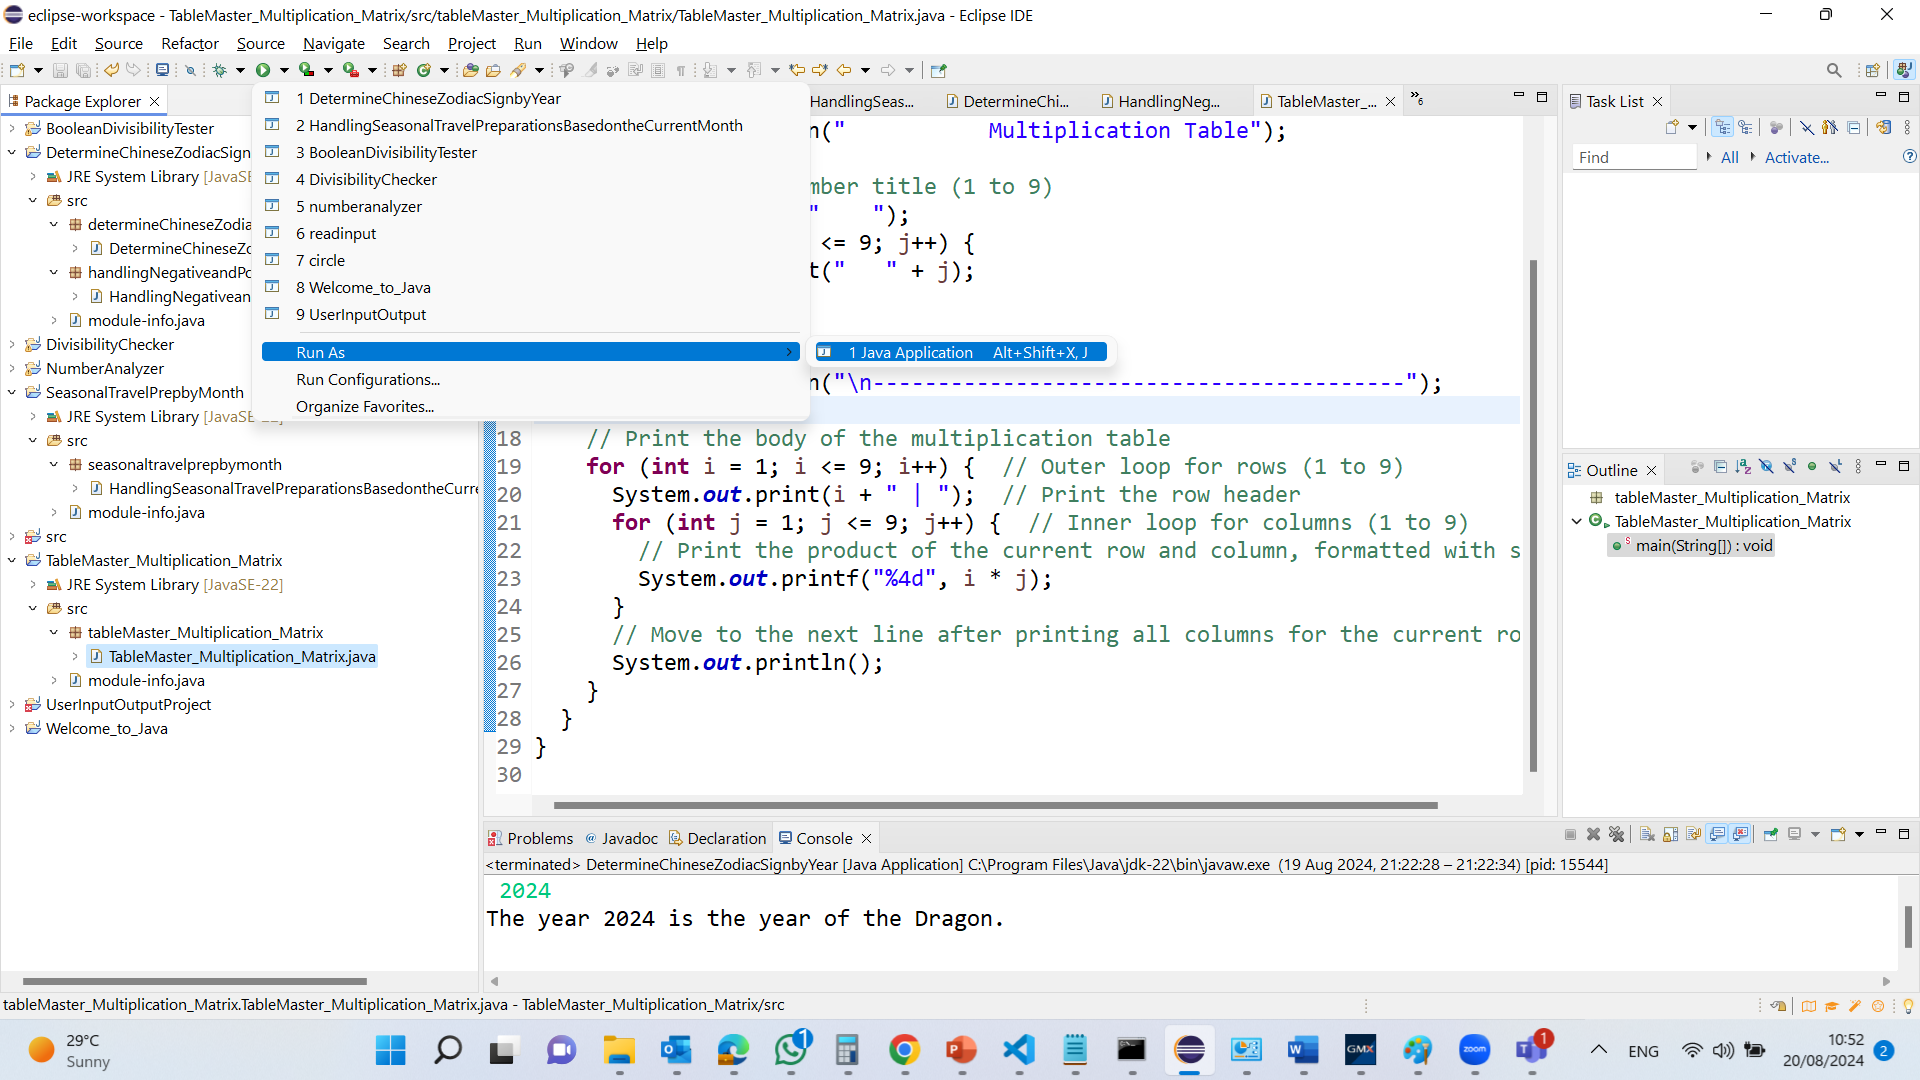 eclipse-workspace - TableMaster_Multiplication_Matrix/src/tableMaster_Multiplication_Matrix/TableMaster_Multiplication_Matrix.java - Eclipse IDE
File Edit Source Refactor Source Navigate Search Project Run Window Help
Package Explorer
BooleanDivisibilityTester
DetermineChineseZodiacSign
JRE System Library [JavaSE
src
determineChineseZodia
DetermineChineseZo
handlingNegativeandPo
HandlingNegativean
module-info.java
DivisibilityChecker
NumberAnalyzer
SeasonalTravelPrepbyMonth
JRE System Library [JavaSE-22]
src
seasonaltravelprepbymonth
HandlingSeasonalTravelPreparationsBasedontheCurre
module-info.java
src
TableMaster_Multiplication_Matrix
JRE System Library [JavaSE-22]
src
tableMaster_Multiplication_Matrix
TableMaster_Multiplication_Matrix.java
module-info.java
UserInputOutputProject
Welcome_to_Java
1 DetermineChineseZodiacSignbyYear
2 HandlingSeasonalTravelPreparationsBasedontheCurrentMonth
3 BooleanDivisibilityTester
4 DivisibilityChecker
5 numberanalyzer
6 readinput
7 circle
8 Welcome_to_Java
9 UserInputOutput
Run As
Run Configurations...
Organize Favorites...
1 Java Application Alt+Shift+X, J
HandlingSeas... DetermineChi... HandlingNeg... TableMaster_... »6
n("           Multiplication Table");
mber title (1 to 9)
"    ");
<= 9; j++) {
t("   " + j);
n("\n-----------------------------------------");
18 // Print the body of the multiplication table
19 for (int i = 1; i <= 9; i++) {  // Outer loop for rows (1 to 9)
20 System.out.print(i + " | ");  // Print the row header
21 for (int j = 1; j <= 9; j++) {  // Inner loop for columns (1 to 9)
22 // Print the product of the current row and column, formatted with s
23 System.out.printf("%4d", i * j);
24 }
25 // Move to the next line after printing all columns for the current ro
26 System.out.println();
27 }
28 }
29 }
30
Task List
Find All Activate...
Outline
tableMaster_Multiplication_Matrix
TableMaster_Multiplication_Matrix
main(String[]) : void
Problems Javadoc Declaration Console
<terminated> DetermineChineseZodiacSignbyYear [Java Application] C:\Program Files\Java\jdk-22\bin\javaw.exe (19 Aug 2024, 21:22:28 – 21:22:34) [pid: 15544]
2024
The year 2024 is the year of the Dragon.
tableMaster_Multiplication_Matrix.TableMaster_Multiplication_Matrix.java - TableMaster_Multiplication_Matrix/src
29°C
Sunny
1
GMX
zoom
1
ENG
10:52
20/08/2024
2